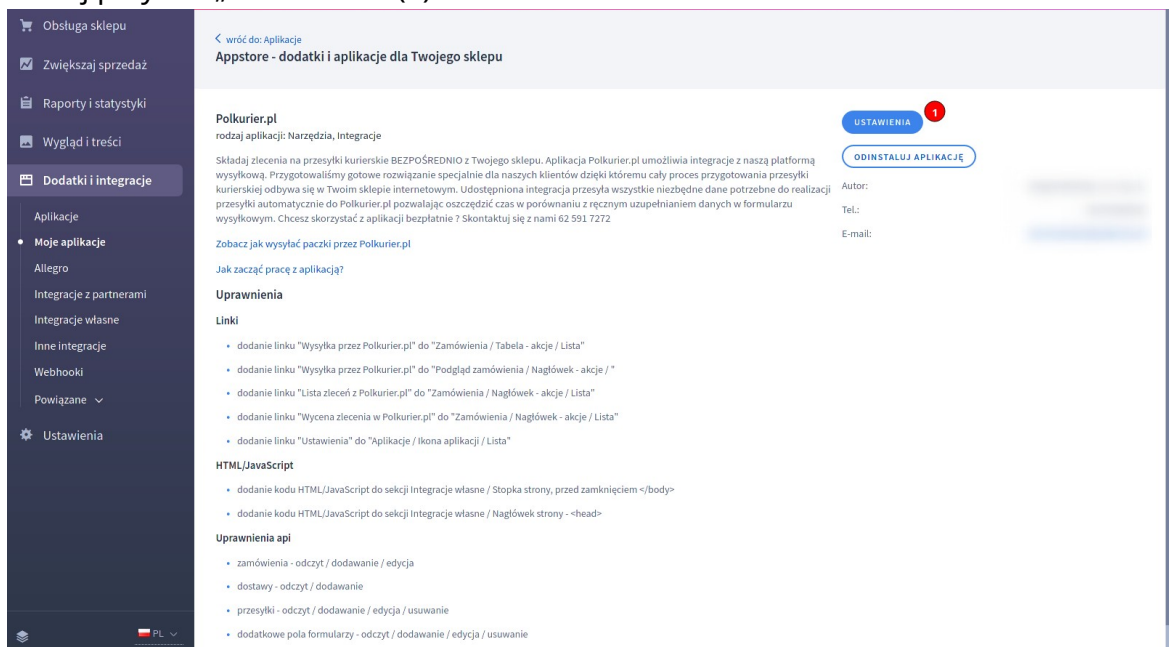 Obsługa sklepu
Zwiększaj sprzedaż
Raporty i statystyki
Wygląd i treści
Dodatki i integracje
Aplikacje
Moje aplikacje
Allegro
Integracje z partnerami
Integracje własne
Inne integracje
Webhooki
Powiązane
Ustawienia
PL
wróć do: Aplikacje
Appstore - dodatki i aplikacje dla Twojego sklepu
Polkurier.pl
rodzaj aplikacji: Narzędzia, Integracje
Składaj zlecenia na przesyłki kurierskie BEZPOŚREDNIO z Twojego sklepu. Aplikacja Polkurier.pl umożliwia integracje z naszą platformą
wysyłkową. Przygotowaliśmy gotowe rozwiązanie specjalnie dla naszych klientów dzięki któremu cały proces przygotowania przesyłki
kurierskiej odbywa się w Twoim sklepie internetowym. Udostępniona integracja przesyła wszystkie niezbędne dane potrzebne do realizacji
przesyłki automatycznie do Polkurier.pl pozwalając oszczędzić czas w porównaniu z ręcznym uzupełnianiem danych w formularzu
wysyłkowym. Chcesz skorzystać z aplikacji bezpłatnie ? Skontaktuj się z nami 62 591 7272
Zobacz jak wysyłać paczki przez Polkurier.pl
Jak zacząć pracę z aplikacją?
Uprawnienia
Linki
• dodanie linku "Wysyłka przez Polkurier.pl" do "Zamówienia / Tabela - akcje / Lista"
• dodanie linku "Wysyłka przez Polkurier.pl" do "Podgląd zamówienia / Nagłówek - akcje / "
• dodanie linku "Lista zleceń z Polkurier.pl" do "Zamówienia / Nagłówek - akcje / Lista"
• dodanie linku "Wycena zlecenia w Polkurier.pl" do "Zamówienia / Nagłówek - akcje / Lista"
• dodanie linku "Ustawienia" do "Aplikacje / Ikona aplikacji / Lista"
HTML/JavaScript
• dodanie kodu HTML/JavaScript do sekcji Integracje własne / Stopka strony, przed zamknięciem </body>
• dodanie kodu HTML/JavaScript do sekcji Integracje własne / Nagłówek strony - <head>
Uprawnienia api
• zamówienia - odczyt / dodawanie / edycja
• dostawy - odczyt / dodawanie
• przesyłki - odczyt / dodawanie / edycja / usuwanie
• dodatkowe pola formularzy - odczyt / dodawanie / edycja / usuwanie
USTAWIENIA
1
ODINSTALUJ APLIKACJĘ
Autor:
Tel.:
E-mail: